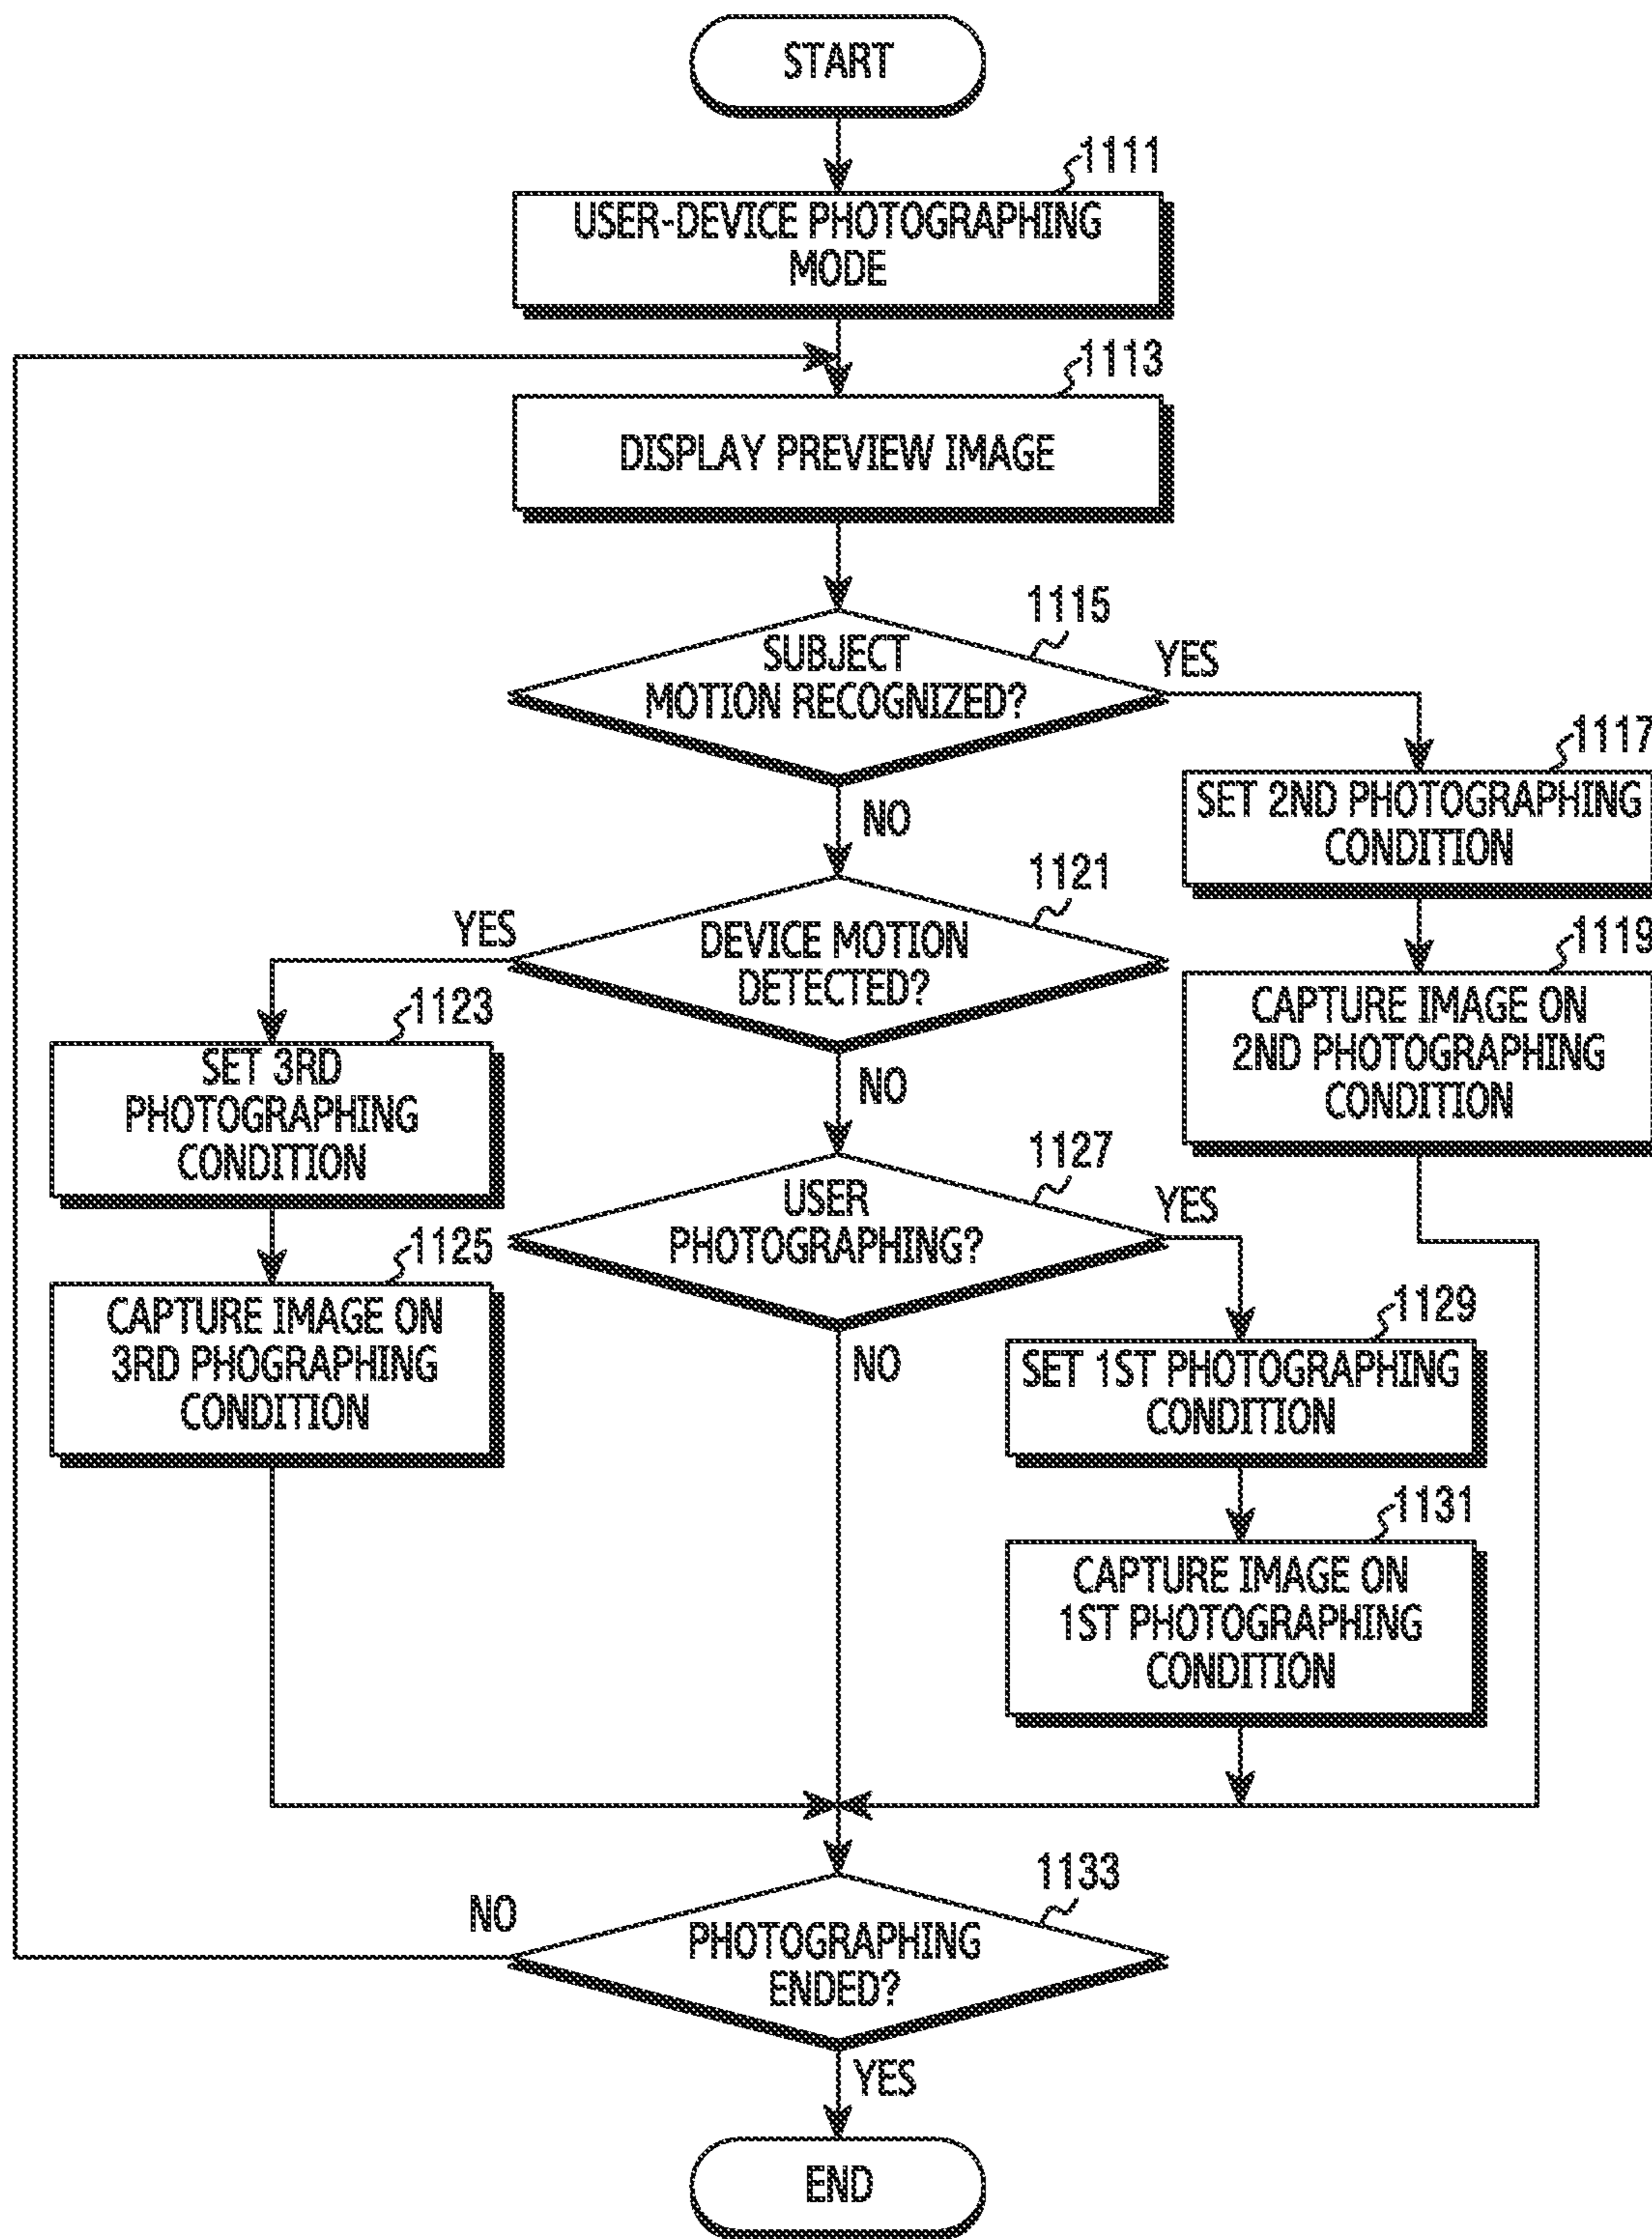 START
1111
USER-DEVICE PHOTOGRAPHING
MODE
1113
DISPLAY PREVIEW IMAGE
1115
SUBJECT
MOTION RECOGNIZED?
YES
NO
1117
SET 2ND PHOTOGRAPHING
CONDITION
1119
CAPTURE IMAGE ON
2ND PHOTOGRAPHING
CONDITION
1121
DEVICE MOTION
DETECTED?
YES
NO
1123
SET 3RD
PHOTOGRAPHING
CONDITION
1125
CAPTURE IMAGE ON
3RD PHOGRAPHING
CONDITION
1127
USER
PHOTOGRAPHING?
YES
NO
1129
SET 1ST PHOTOGRAPHING
CONDITION
1131
CAPTURE IMAGE ON
1ST PHOTOGRAPHING
CONDITION
1133
PHOTOGRAPHING
ENDED?
NO
YES
END